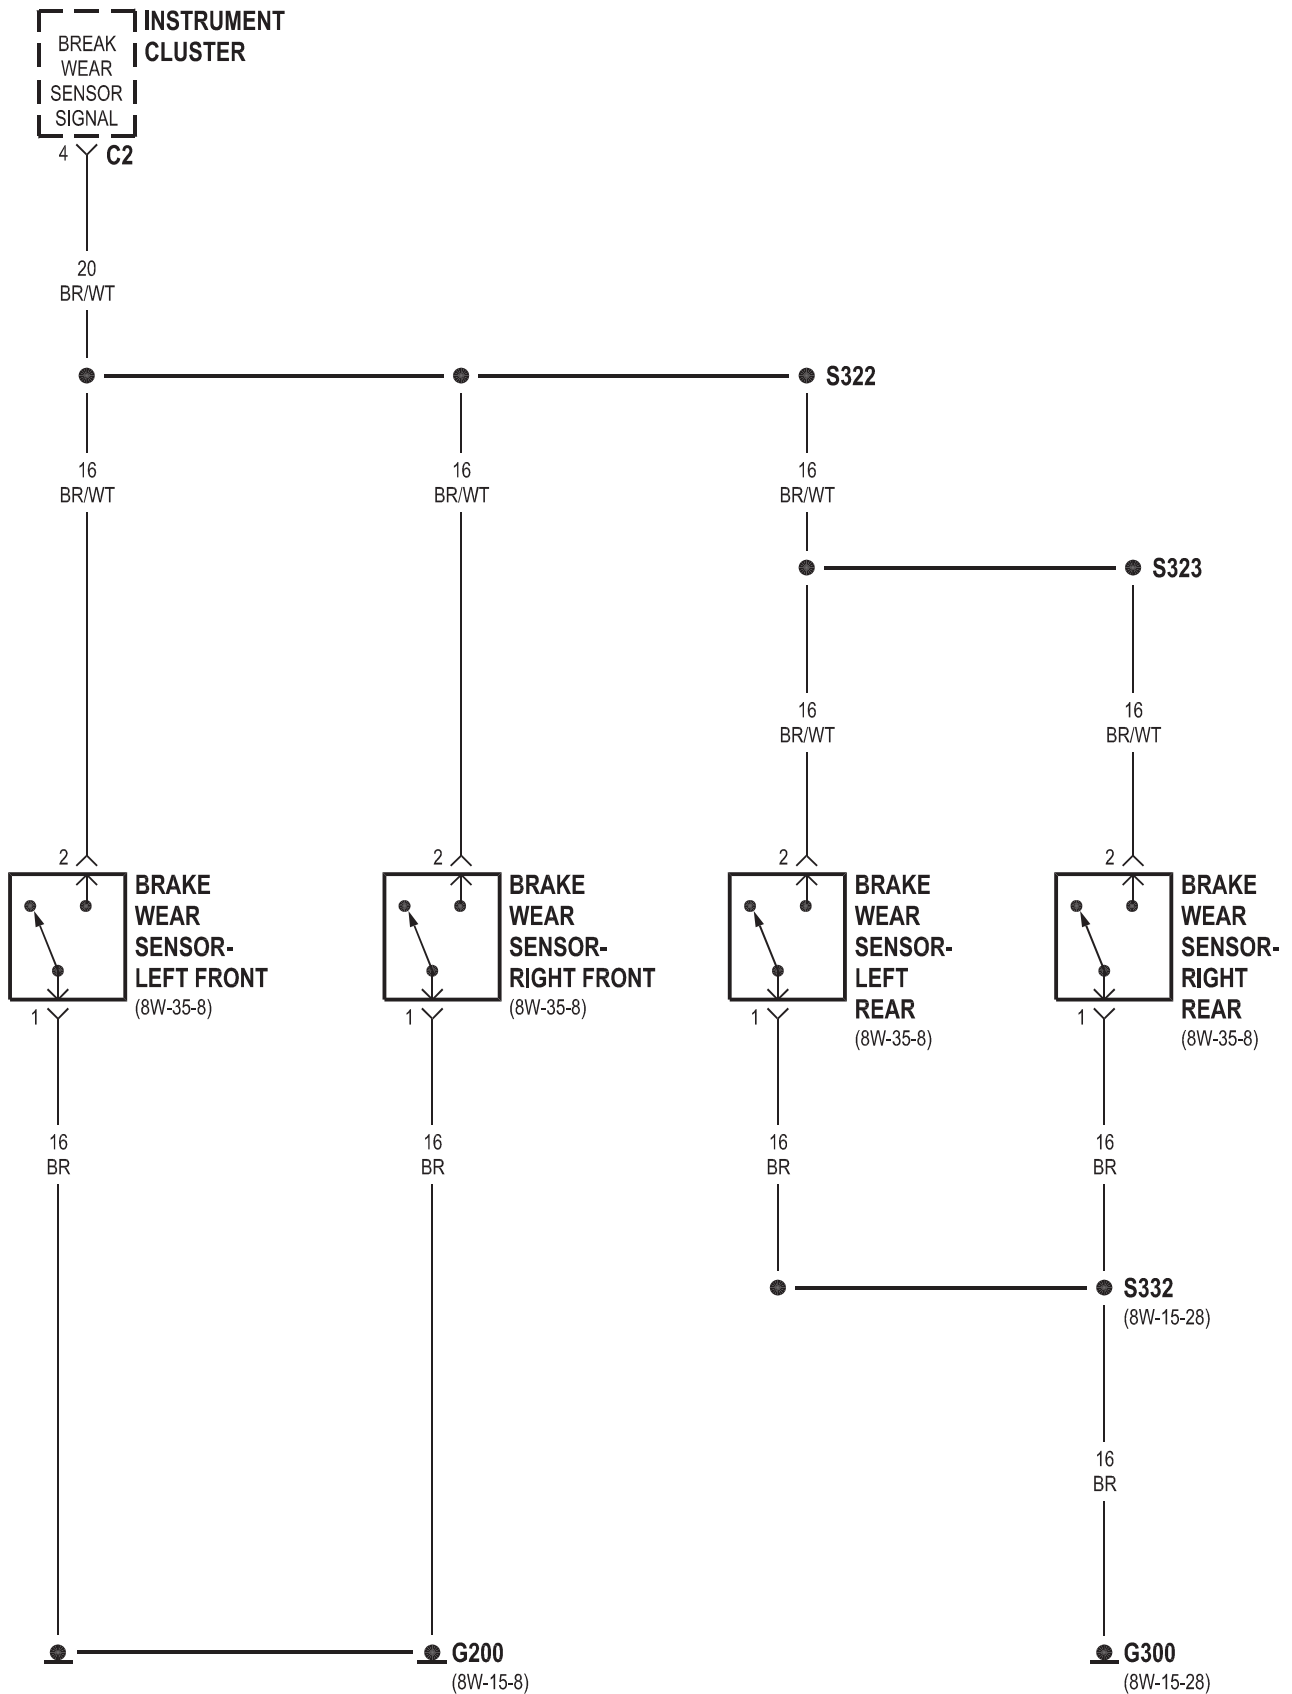 INSTRUMENT
CLUSTER
BREAK
WEAR
SENSOR
SIGNAL
4
C2
20
BR/WT
S322
16
BR/WT
16
BR/WT
16
BR/WT
S323
16
BR/WT
16
BR/WT
2
BRAKE
WEAR
SENSOR-
LEFT FRONT
(8W-35-8)
1
2
BRAKE
WEAR
SENSOR-
RIGHT FRONT
(8W-35-8)
1
2
BRAKE
WEAR
SENSOR-
LEFT
REAR
(8W-35-8)
1
2
BRAKE
WEAR
SENSOR-
RIGHT
REAR
(8W-35-8)
1
16
BR
16
BR
16
BR
16
BR
S332
(8W-15-28)
16
BR
G200
(8W-15-8)
G300
(8W-15-28)